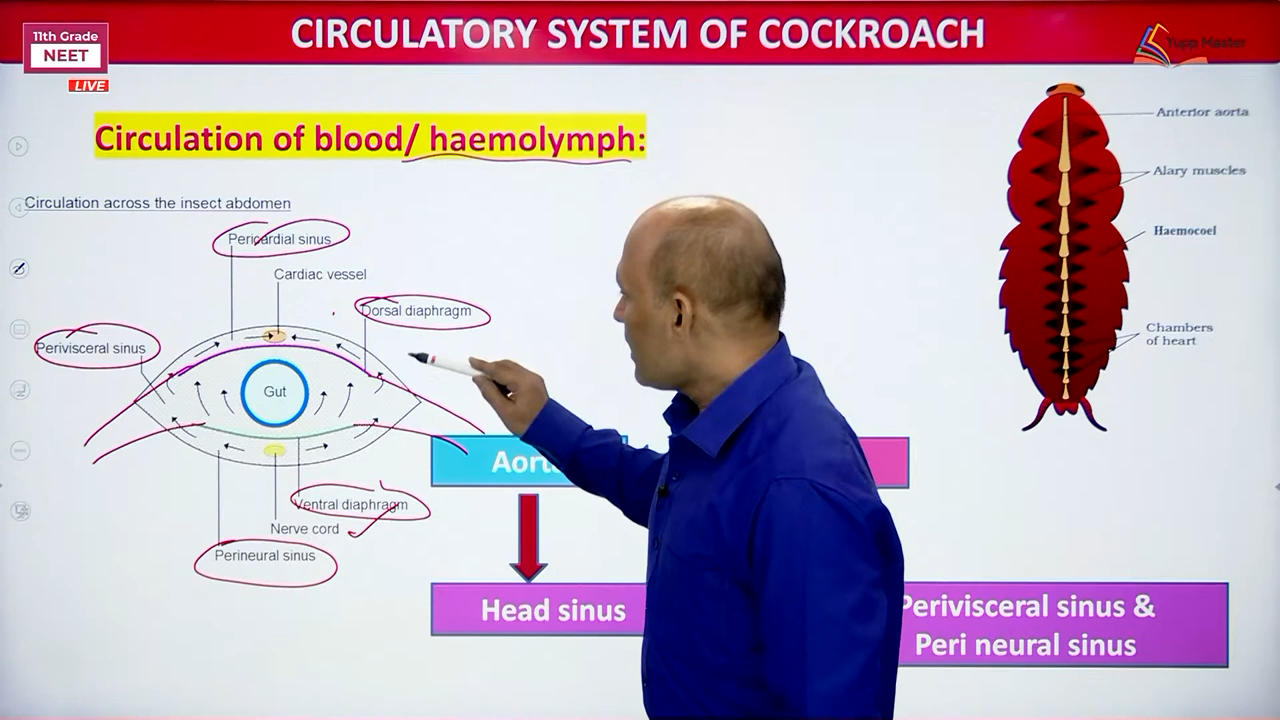 11th Grade
NEET
LIVE
CIRCULATORY SYSTEM OF COCKROACH
Yupp Master
Circulation of blood/ haemolymph:
Circulation across the insect abdomen
Pericardial sinus
Cardiac vessel
Dorsal diaphragm
Perivisceral sinus
Gut
Ventral diaphragm
Nerve cord
Perineural sinus
Anterior aorta
Alary muscles
Haemocoel
Chambers
of heart
Head sinus
Perivisceral sinus &
Peri neural sinus